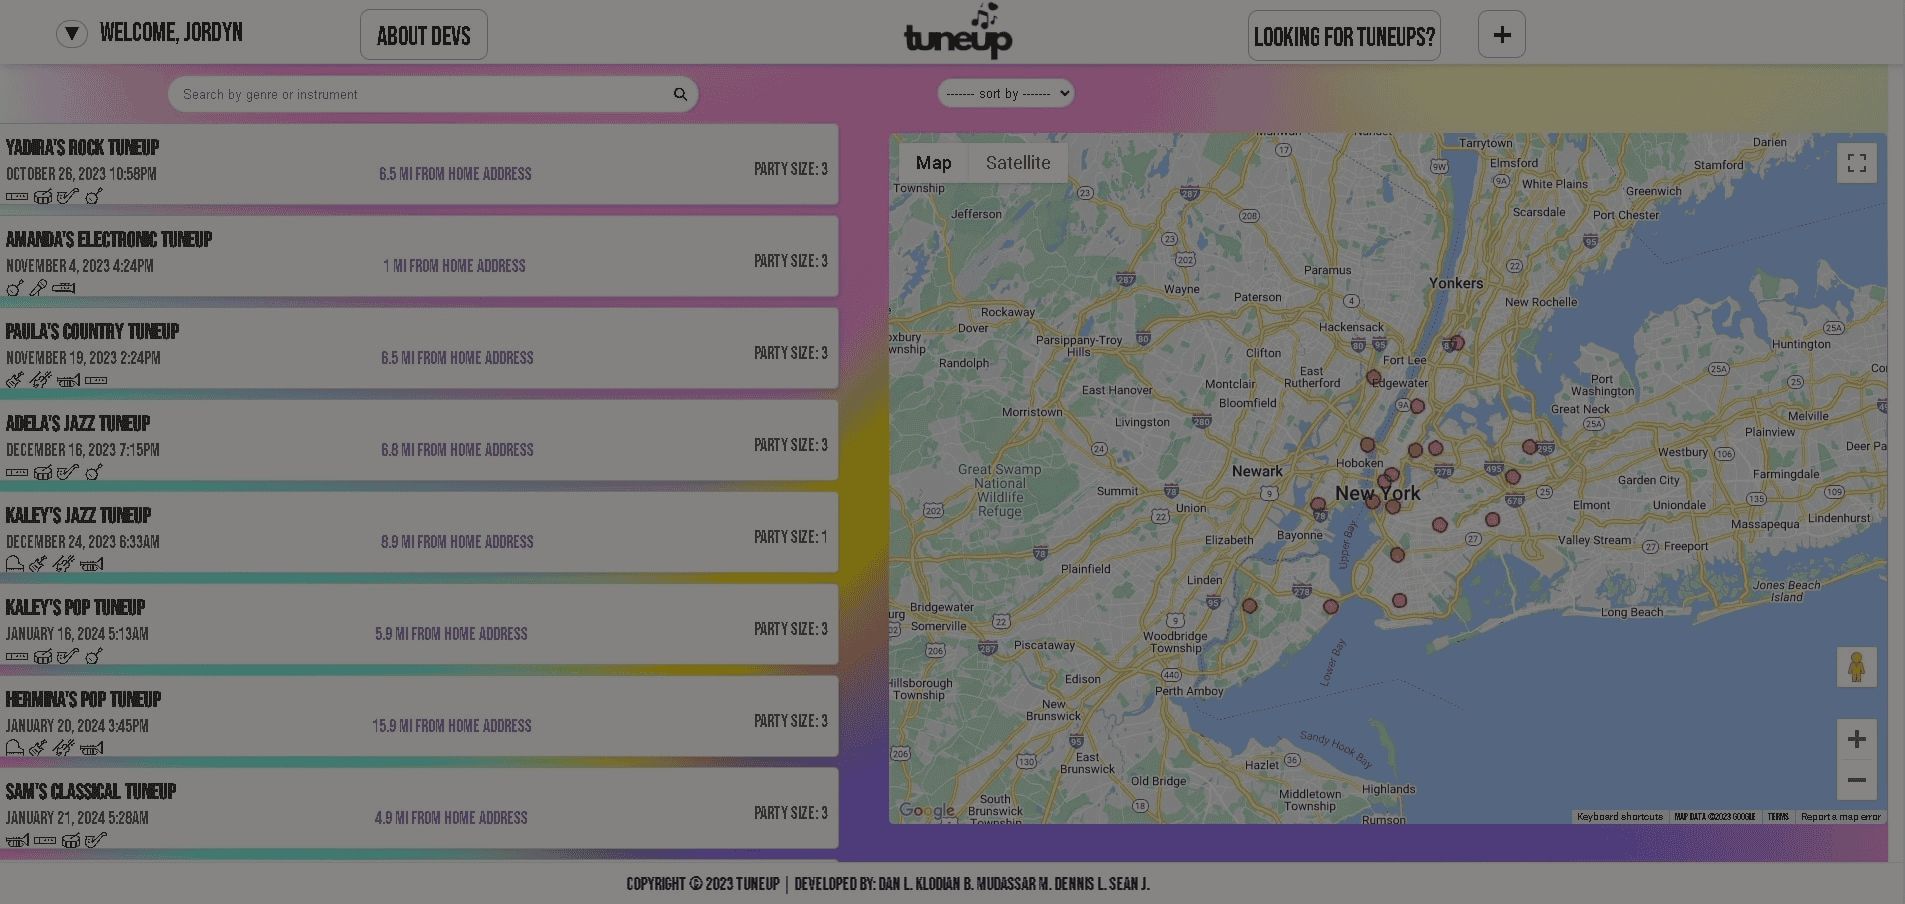 ▼ WELCOME, JORDYN
ABOUT DEVS
tuneup
LOOKING FOR TUNEUPS?
+
Search by genre or instrument
------- sort by -------
YADIRA'S ROCK TUNEUP
OCTOBER 26, 2023 10:58PM
6.5 MI FROM HOME ADDRESS
PARTY SIZE: 3
AMANDA'S ELECTRONIC TUNEUP
NOVEMBER 4, 2023 4:24PM
1 MI FROM HOME ADDRESS
PARTY SIZE: 3
PAULA'S COUNTRY TUNEUP
NOVEMBER 19, 2023 2:24PM
6.5 MI FROM HOME ADDRESS
PARTY SIZE: 3
ADELA'S JAZZ TUNEUP
DECEMBER 16, 2023 7:15PM
6.8 MI FROM HOME ADDRESS
PARTY SIZE: 3
KALEY'S JAZZ TUNEUP
DECEMBER 24, 2023 6:33AM
8.9 MI FROM HOME ADDRESS
PARTY SIZE: 1
KALEY'S POP TUNEUP
JANUARY 16, 2024 5:13AM
5.9 MI FROM HOME ADDRESS
PARTY SIZE: 3
HERMINA'S POP TUNEUP
JANUARY 20, 2024 3:45PM
15.9 MI FROM HOME ADDRESS
PARTY SIZE: 3
SAM'S CLASSICAL TUNEUP
JANUARY 21, 2024 5:28AM
4.9 MI FROM HOME ADDRESS
PARTY SIZE: 3
Map
Satellite
Township
Jefferson
Tarrytown
Elmsford
White Plains
Scarsdale
Darien
Stamford
Greenwich
Port Chester
Paramus
Wayne
Paterson
Yonkers
New Rochelle
Rockaway
Dover
Randolph
Parsippany-Troy
Hills
Hackensack
Clifton
Fort Lee
East
Rutherford
Edgewater
Montclair
Bloomfield
East Hanover
Morristown
Livingston
Huntington
Port
Washington
Great Neck
Melville
Plainview
Deer Pa
Westbury
Farmingdale
Garden City
Great Swamp
National
Wildlife
Refuge
Newark
Hoboken
New York
Summit
Union
Elizabeth
Bayonne
Upper Bay
Elmont
Uniondale
Massapequa
Lindenhurst
Valley Stream
Freeport
Plainfield
Linden
Jones Beach
Island
Long Beach
Bridgewater
Somerville
Piscataway
Woodbridge
Township
Lower Bay
Hillsborough
Township
Edison
Perth Amboy
New
Brunswick
East
Brunswick
Old Bridge
Sandy Hook Bay
Hazlet
Highlands
Middletown
Township
Rumson
South
Brunswick
Township
Google
Keyboard shortcuts
MAP DATA ©2023 GOOGLE
TERMS
Report a map error
COPYRIGHT © 2023 TUNEUP | DEVELOPED BY: DAN L. KLODIAN B. MUDASSAR M. DENNIS L. SEAN J.